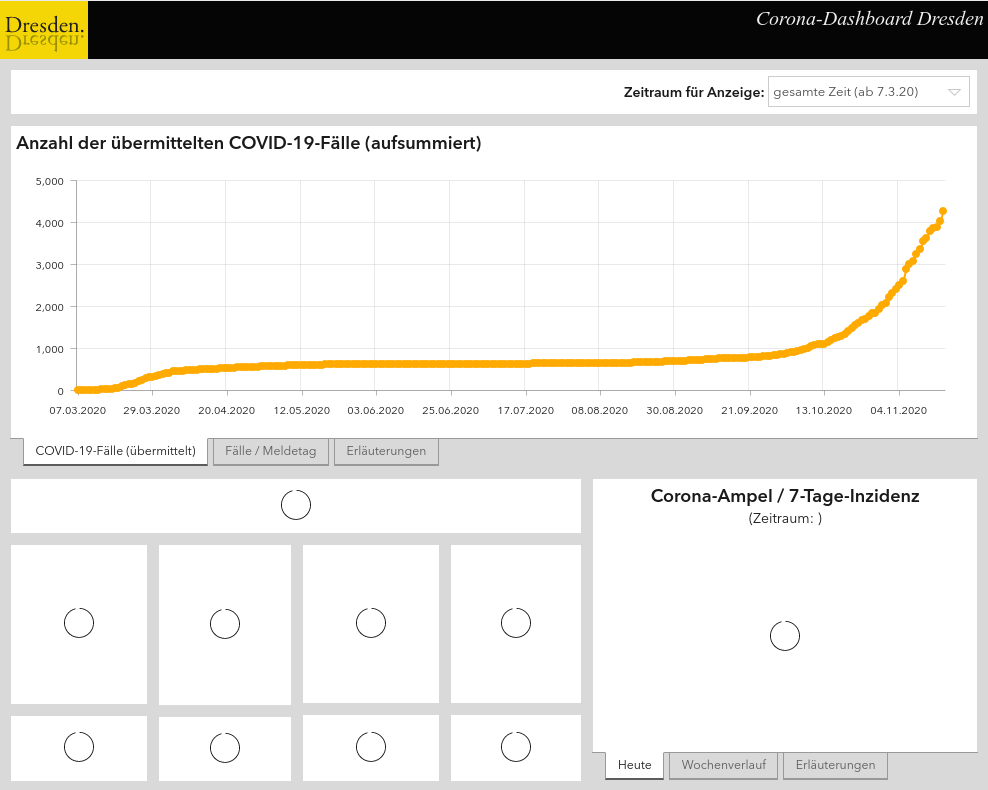 Dresden.
Dresden.
Corona-Dashboard Dresden
Zeitraum für Anzeige: gesamte Zeit (ab 7.3.20)
Anzahl der übermittelten COVID-19-Fälle (aufsummiert)
5,000
4,000
3,000
2,000
1,000
0
07.03.2020 29.03.2020 20.04.2020 12.05.2020 03.06.2020 25.06.2020 17.07.2020 08.08.2020 30.08.2020 21.09.2020 13.10.2020 04.11.2020
COVID-19-Fälle (übermittelt) Fälle / Meldetag Erläuterungen
Corona-Ampel / 7-Tage-Inzidenz
(Zeitraum: )
Heute Wochenverlauf Erläuterungen